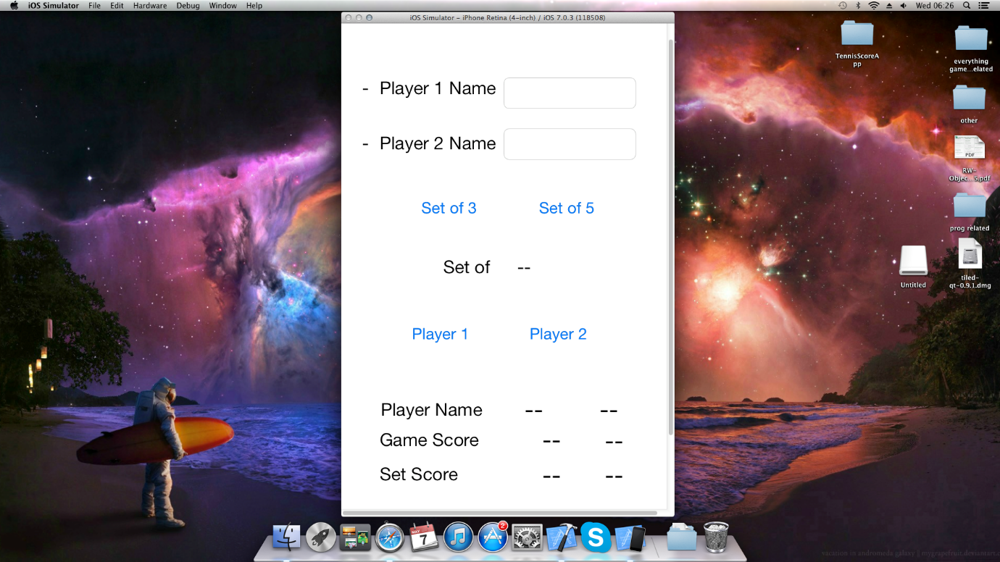 iOS Simulator File Edit Hardware Debug Window Help
Wed 06:26
iOS Simulator - iPhone Retina (4-inch) / iOS 7.0.3 (11B508)
- Player 1 Name
- Player 2 Name
Set of 3 Set of 5
Set of --
Player 1 Player 2
Player Name -- --
Game Score -- --
Set Score -- --
TennisScoreA
pp
everything
game...elated
other
PDF
RW-
Objec...5.pdf
prog related
Untitled
tiled-
qt-0.9.1.dmg
MAY
7
2
S
vacation in andromeda galaxy || mygrapefruit.deviantart.